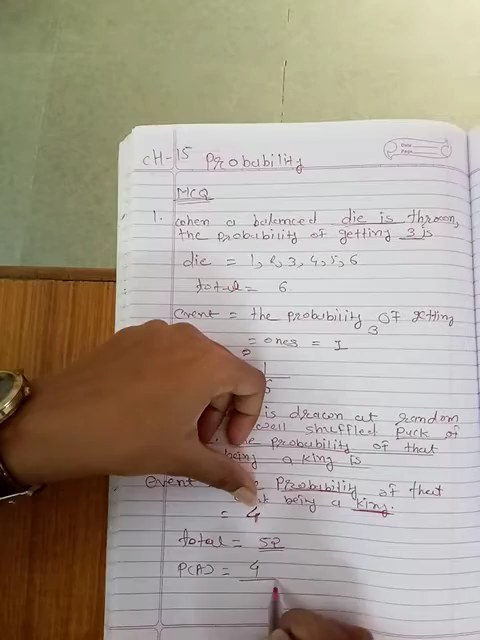 CH-15 Probability
MCQ
1. When a balanced die is thrown,
the probability of getting 3 is
die = 1, 2, 3, 4, 5, 6
total = 6
event = the probability of getting
3
= ones = 1
1
6
is drawn at random
well shuffled Puck of
the probability of that
being a king is
event Probability of that
being a king.
= 4
total = 52
P(A) = 4